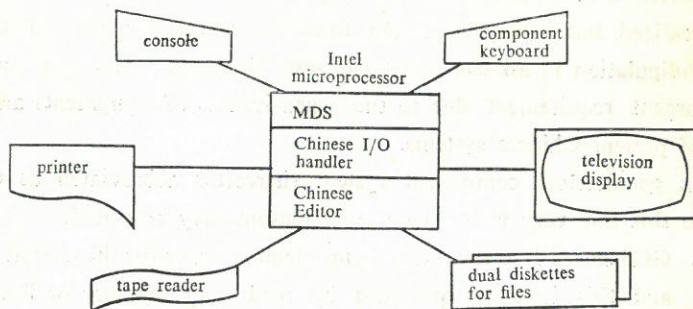 console
component
keyboard
Intel
microprocessor
MDS
Chinese I/O
handler
Chinese
Editor
printer
television
display
tape reader
dual diskettes
for files